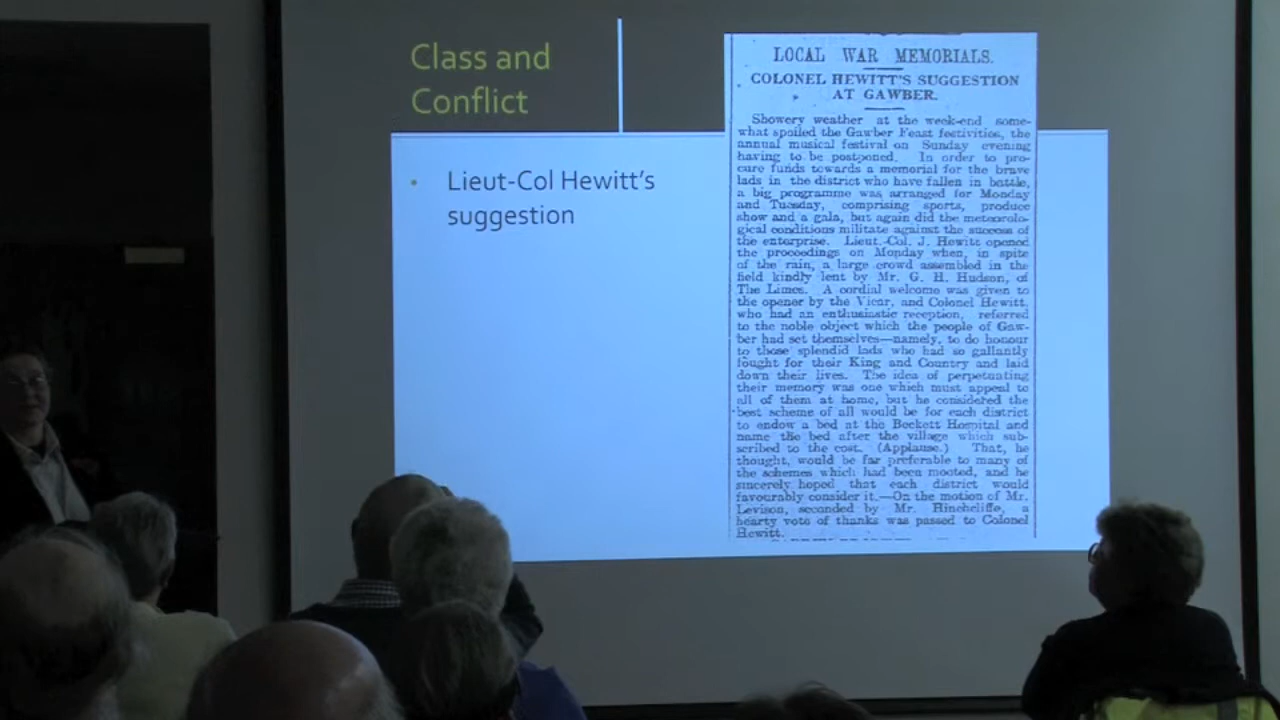 Class and
Conflict
• Lieut-Col Hewitt's
suggestion
LOCAL WAR MEMORIALS.
COLONEL HEWITT'S SUGGESTION
AT GAWBER.
Showery weather at the week-end some-
what spoiled the Gawber Feast festivities, the
annual musical festival on Sunday evening
having to be postponed. In order to pro-
cure funds towards a memorial for the brave
lads in the district who have fallen in battle,
a big programme was arranged for Monday
and Tuesday, comprising sports, produce
show and a gala, but again did the meteorolo-
gical conditions militate against the success of
the enterprise. Lieut.-Col. J. Hewitt opened
the proceedings on Monday when, in spite
of the rain, a large crowd assembled in the
field kindly lent by Mr. G. H. Hudson, of
The Limes. A cordial welcome was given to
the opener by the Vicar, and Colonel Hewitt,
who had an enthusiastic reception, referred
to the noble object which the people of Gaw-
ber had set themselves—namely, to do honour
to those splendid lads who had so gallantly
fought for their King and Country and laid
down their lives. The idea of perpetuating
their memory was one which must appeal to
all of them at home, but he considered the
best scheme of all would be for each district
to endow a bed at the Beckett Hospital and
name the bed after the village which sub-
scribed to the cost. (Applause.) That, he
thought, would be far preferable to many of
the schemes which had been mooted, and he
sincerely hoped that each district would
favourably consider it.—On the motion of Mr.
Levison, seconded by Mr. Hinchcliffe, a
hearty vote of thanks was passed to Colonel
Hewitt.